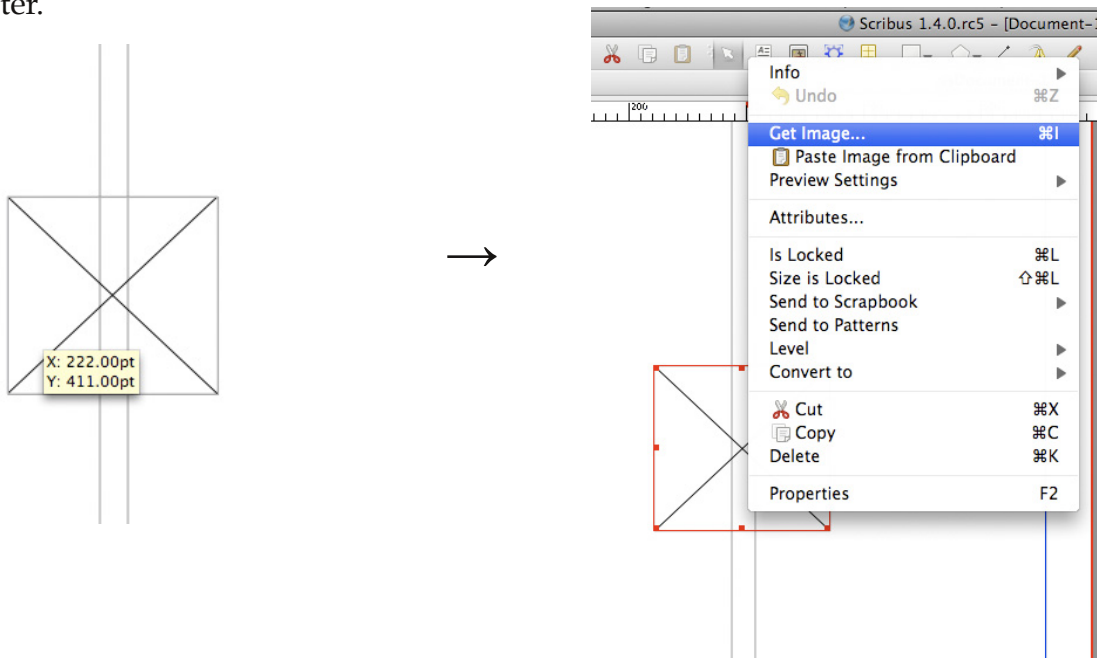 ter.
X: 222.00pt
Y: 411.00pt
→
Scribus 1.4.0.rc5 – [Document-1
200
Info
Undo ⌘Z
Get Image... ⌘I
Paste Image from Clipboard
Preview Settings
Attributes...
Is Locked ⌘L
Size is Locked ⇧⌘L
Send to Scrapbook
Send to Patterns
Level
Convert to
Cut ⌘X
Copy ⌘C
Delete ⌘K
Properties F2